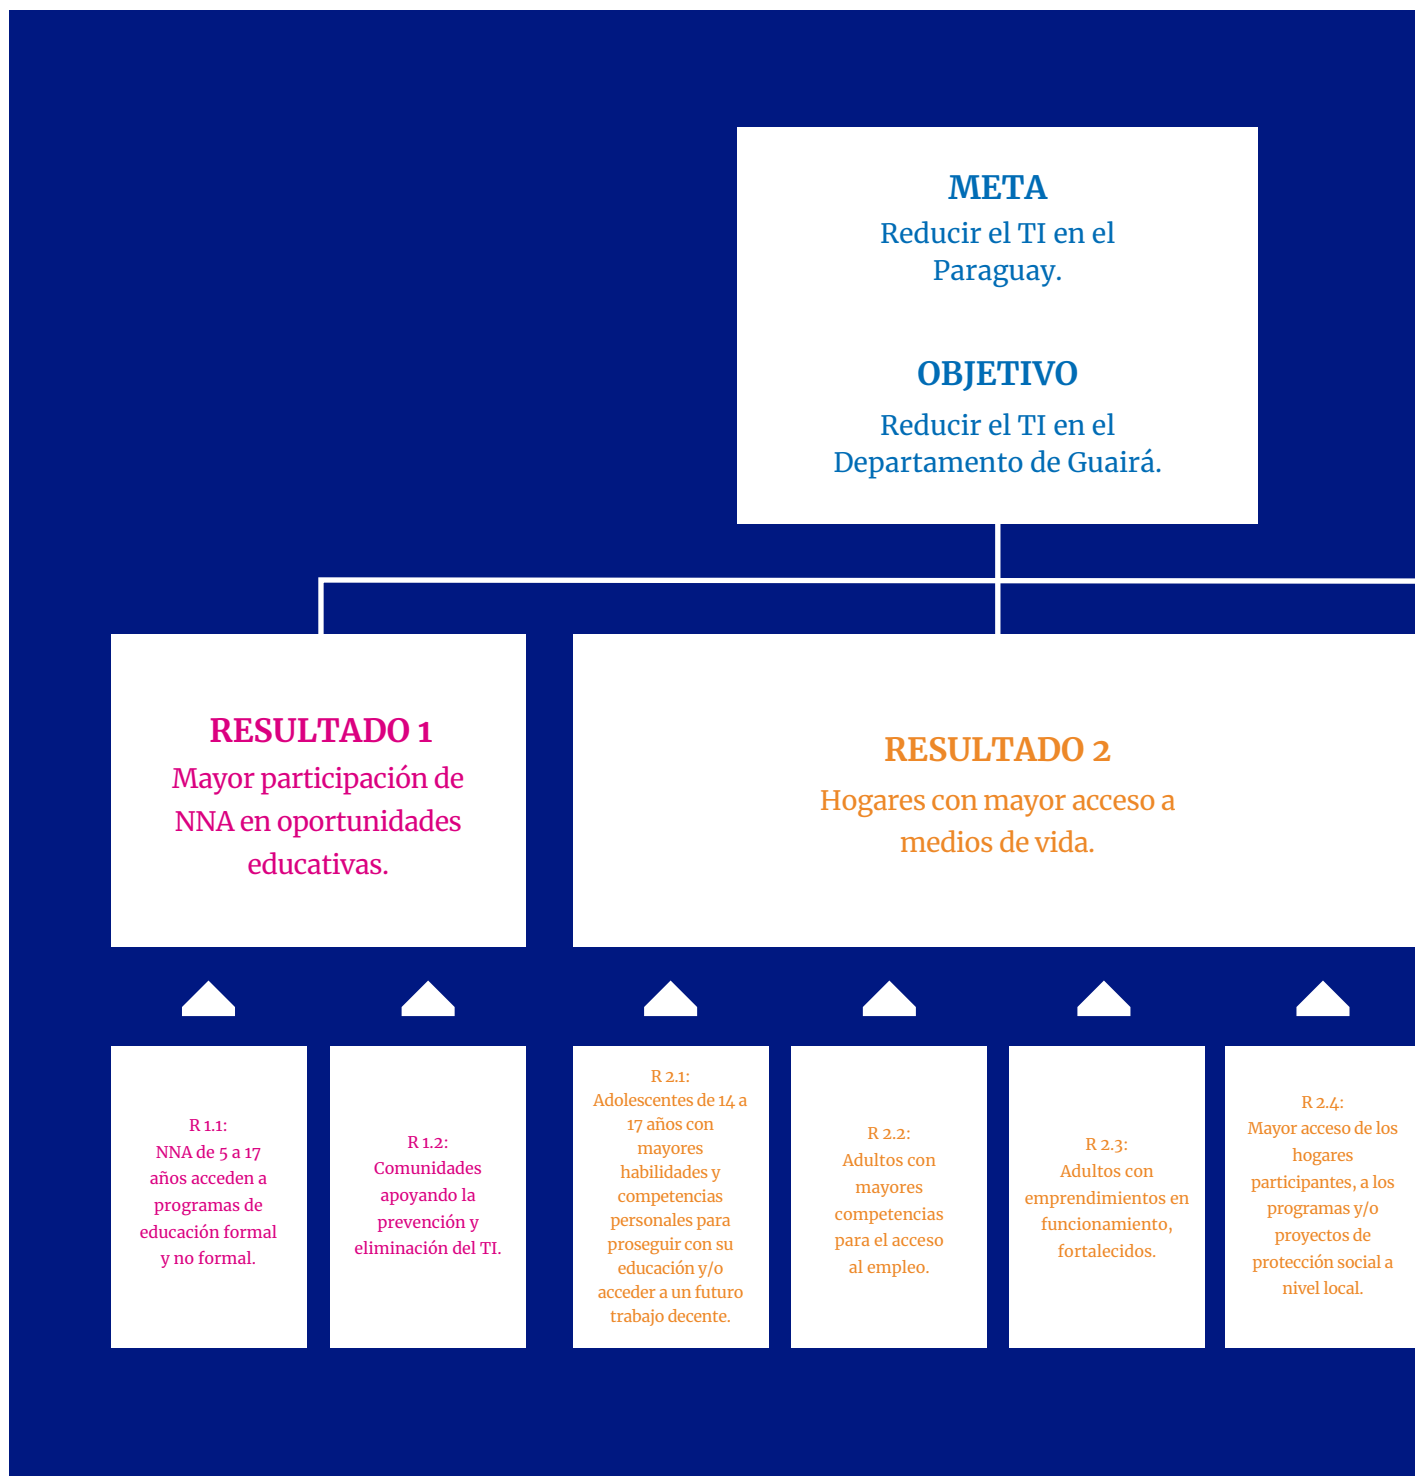 META
Reducir el TI en el
Paraguay.
OBJETIVO
Reducir el TI en el
Departamento de Guairá.
RESULTADO 1
Mayor participación de
NNA en oportunidades
educativas.
RESULTADO 2
Hogares con mayor acceso a
medios de vida.
R 1.1:
NNA de 5 a 17
años acceden a
programas de
educación formal
y no formal.
R 1.2:
Comunidades
apoyando la
prevención y
eliminación del TI.
R 2.1:
Adolescentes de 14 a
17 años con
mayores
habilidades y
competencias
personales para
proseguir con su
educación y/o
acceder a un futuro
trabajo decente.
R 2.2:
Adultos con
mayores
competencias
para el acceso
al empleo.
R 2.3:
Adultos con
emprendimientos en
funcionamiento,
fortalecidos.
R 2.4:
Mayor acceso de los
hogares
participantes, a los
programas y/o
proyectos de
protección social a
nivel local.